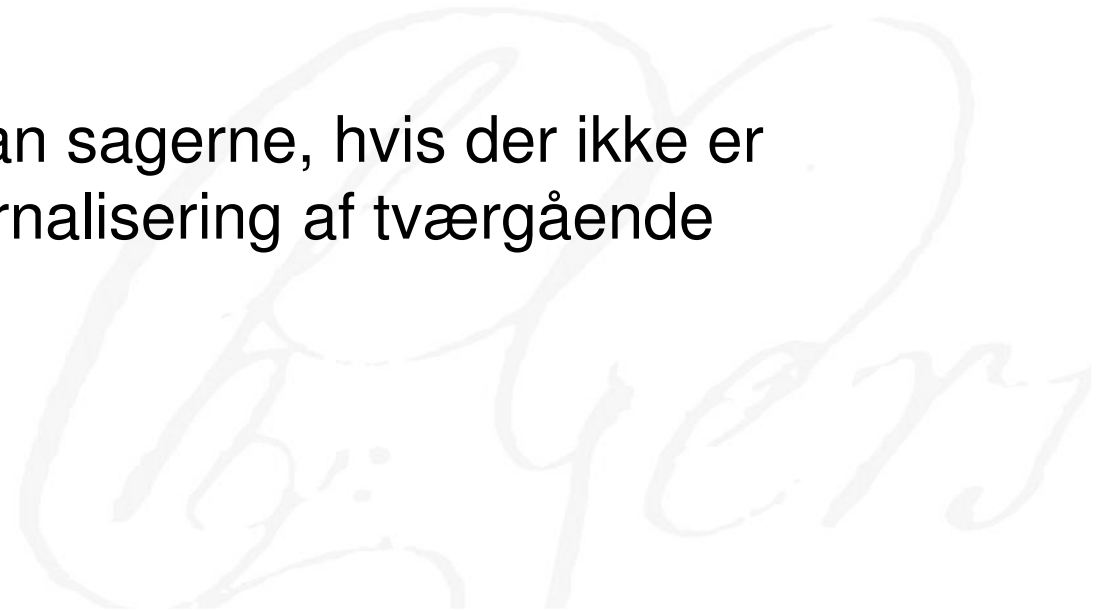 an sagerne, hvis der ikke er
rnalisering af tværgående